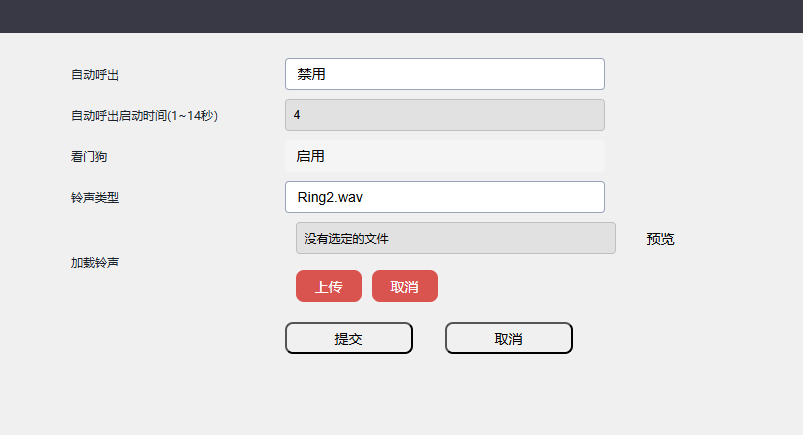 自动呼出 禁用
自动呼出启动时间(1~14秒) 4
看门狗 启用
铃声类型 Ring2.wav
没有选定的文件 预览
加载铃声
上传 取消
提交 取消